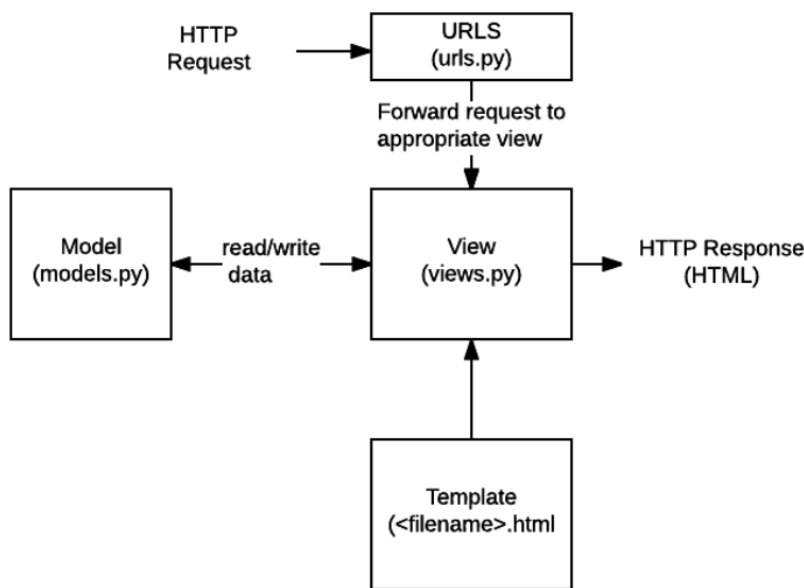 HTTP
Request
URLS
(urls.py)
Forward request to
appropriate view
Model
(models.py)
read/write
data
View
(views.py)
HTTP Response
(HTML)
Template
(<filename>.html